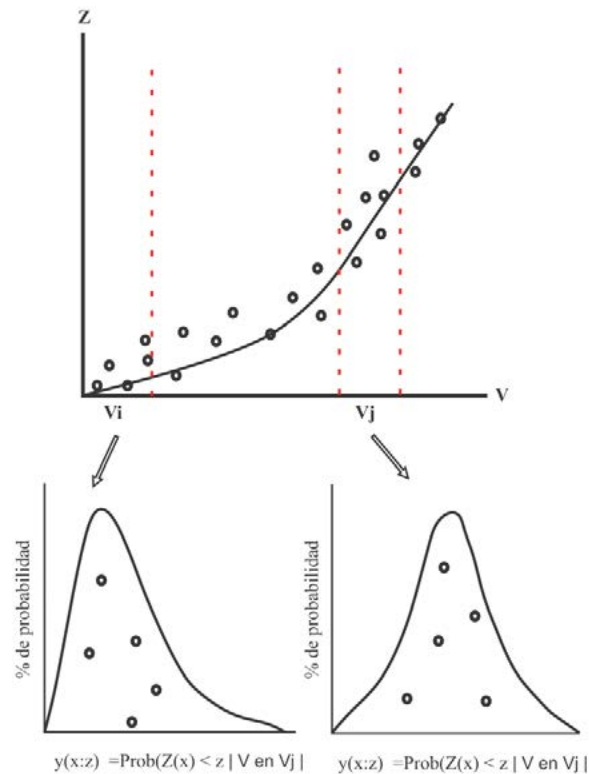 Z
V
Vi
Vj
% de probabilidad
% de probabilidad
y(x:z) =Prob(Z(x) < z | V en Vj |
y(x:z) =Prob(Z(x) < z | V en Vj |